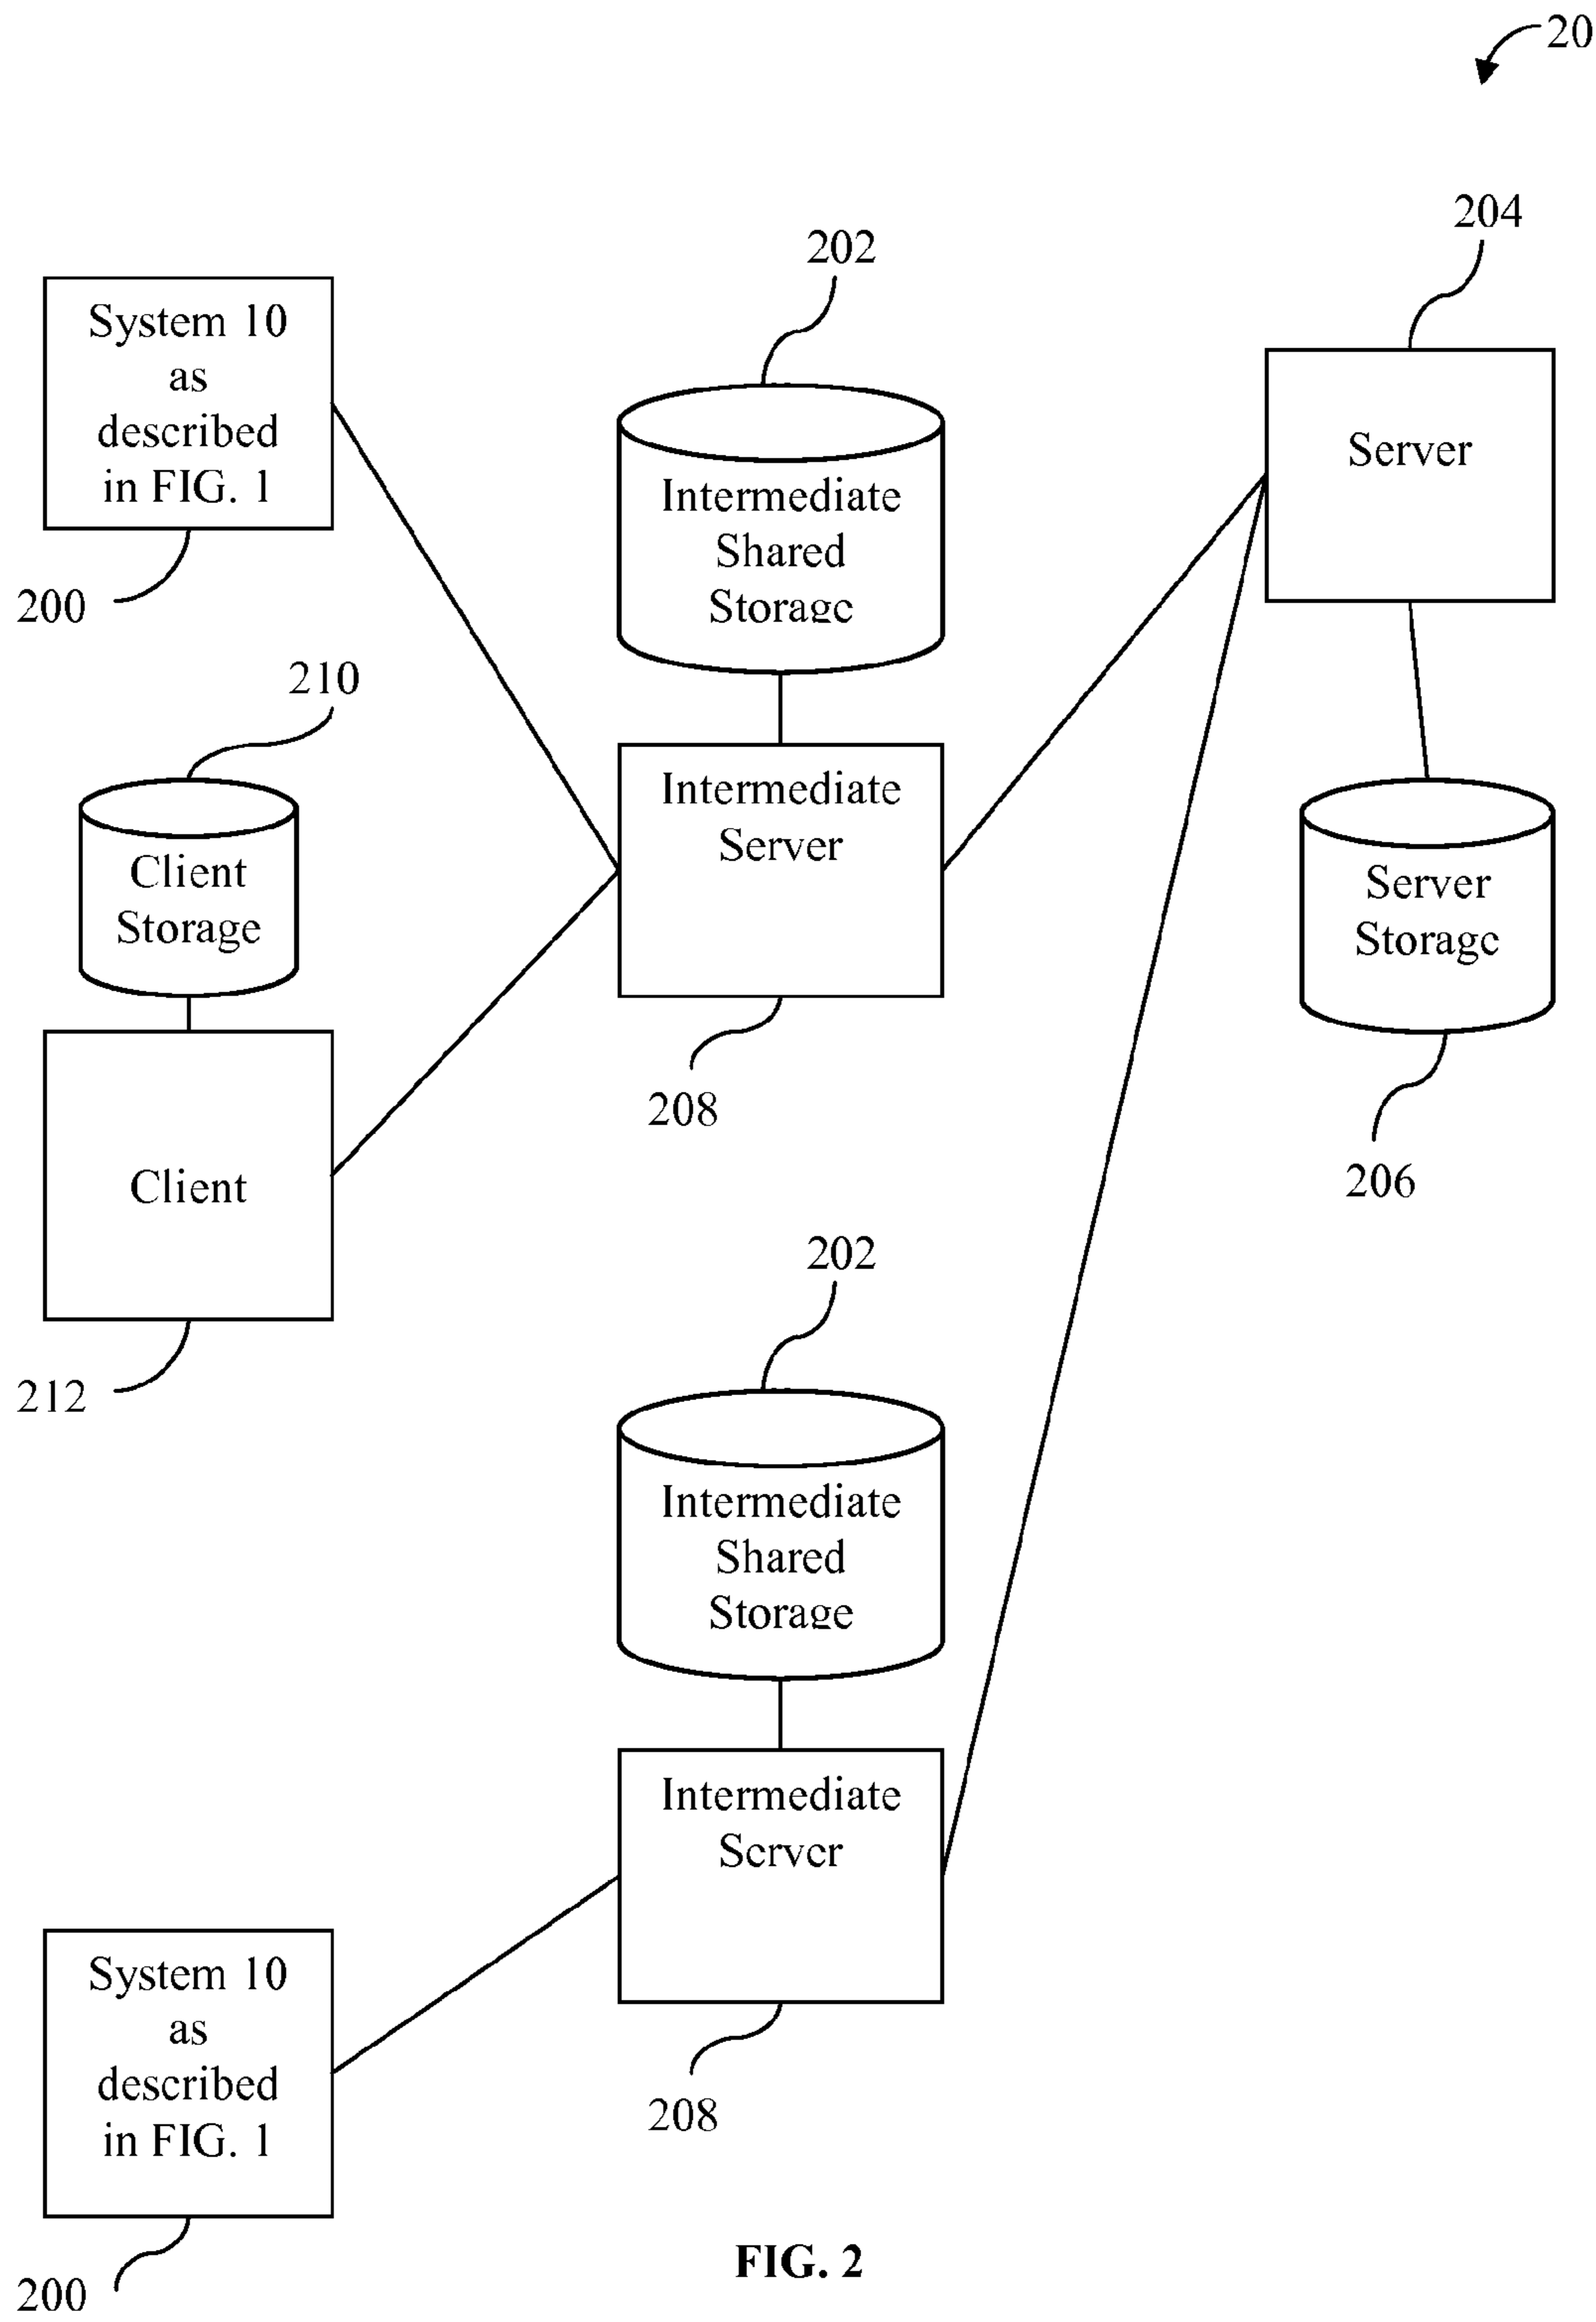 20
204
202
System 10
as
described
in FIG. 1
Intermediate
Shared
Storage
Server
200
210
Client
Storage
Intermediate
Server
Server
Storage
208
206
Client
212
202
Intermediate
Shared
Storage
Intermediate
Server
System 10
as
described
in FIG. 1
208
200
FIG. 2